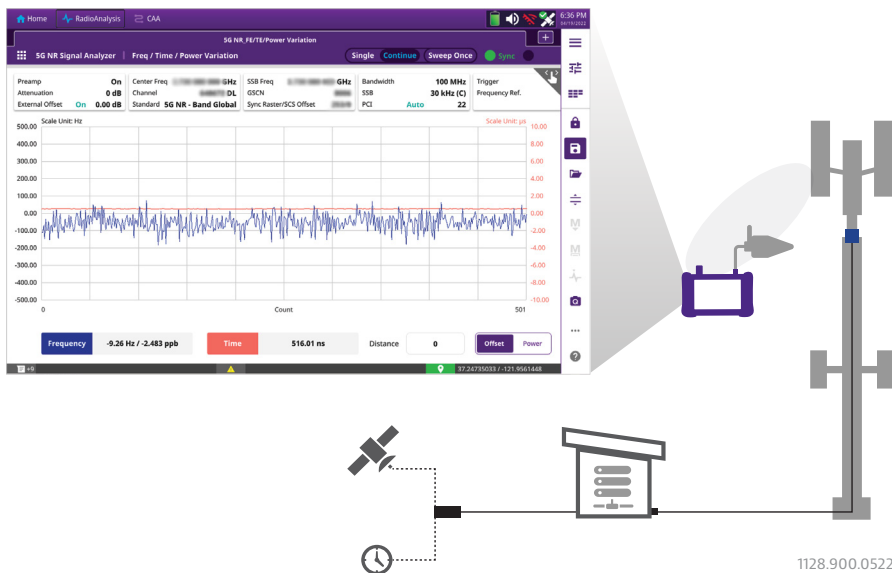 Home RadioAnalysis CAA 6:36 PM
04/19/2022
5G NR_FE/TE/Power Variation
5G NR Signal Analyzer Freq / Time / Power Variation Single Continue Sweep Once Sync
Preamp On Center Freq GHz SSB Freq GHz Bandwidth 100 MHz Trigger
Attenuation 0 dB Channel DL GSCN SSB 30 kHz (C) Frequency Ref.
External Offset On 0.00 dB Standard 5G NR - Band Global Sync Raster/SCS Offset PCI Auto 22
Scale Unit: Hz Scale Unit: µs
500.00 10.00
400.00 8.00
300.00 6.00
200.00 4.00
100.00 2.00
0.00 0.00
-100.00 -2.00
-200.00 -4.00
-300.00 -6.00
-400.00 -8.00
-500.00 -10.00
0 Count 501
Frequency -9.26 Hz / -2.483 ppb Time 516.01 ns Distance 0 Offset Power
+9 37.24735033 / -121.9561448
M
M
1128.900.0522